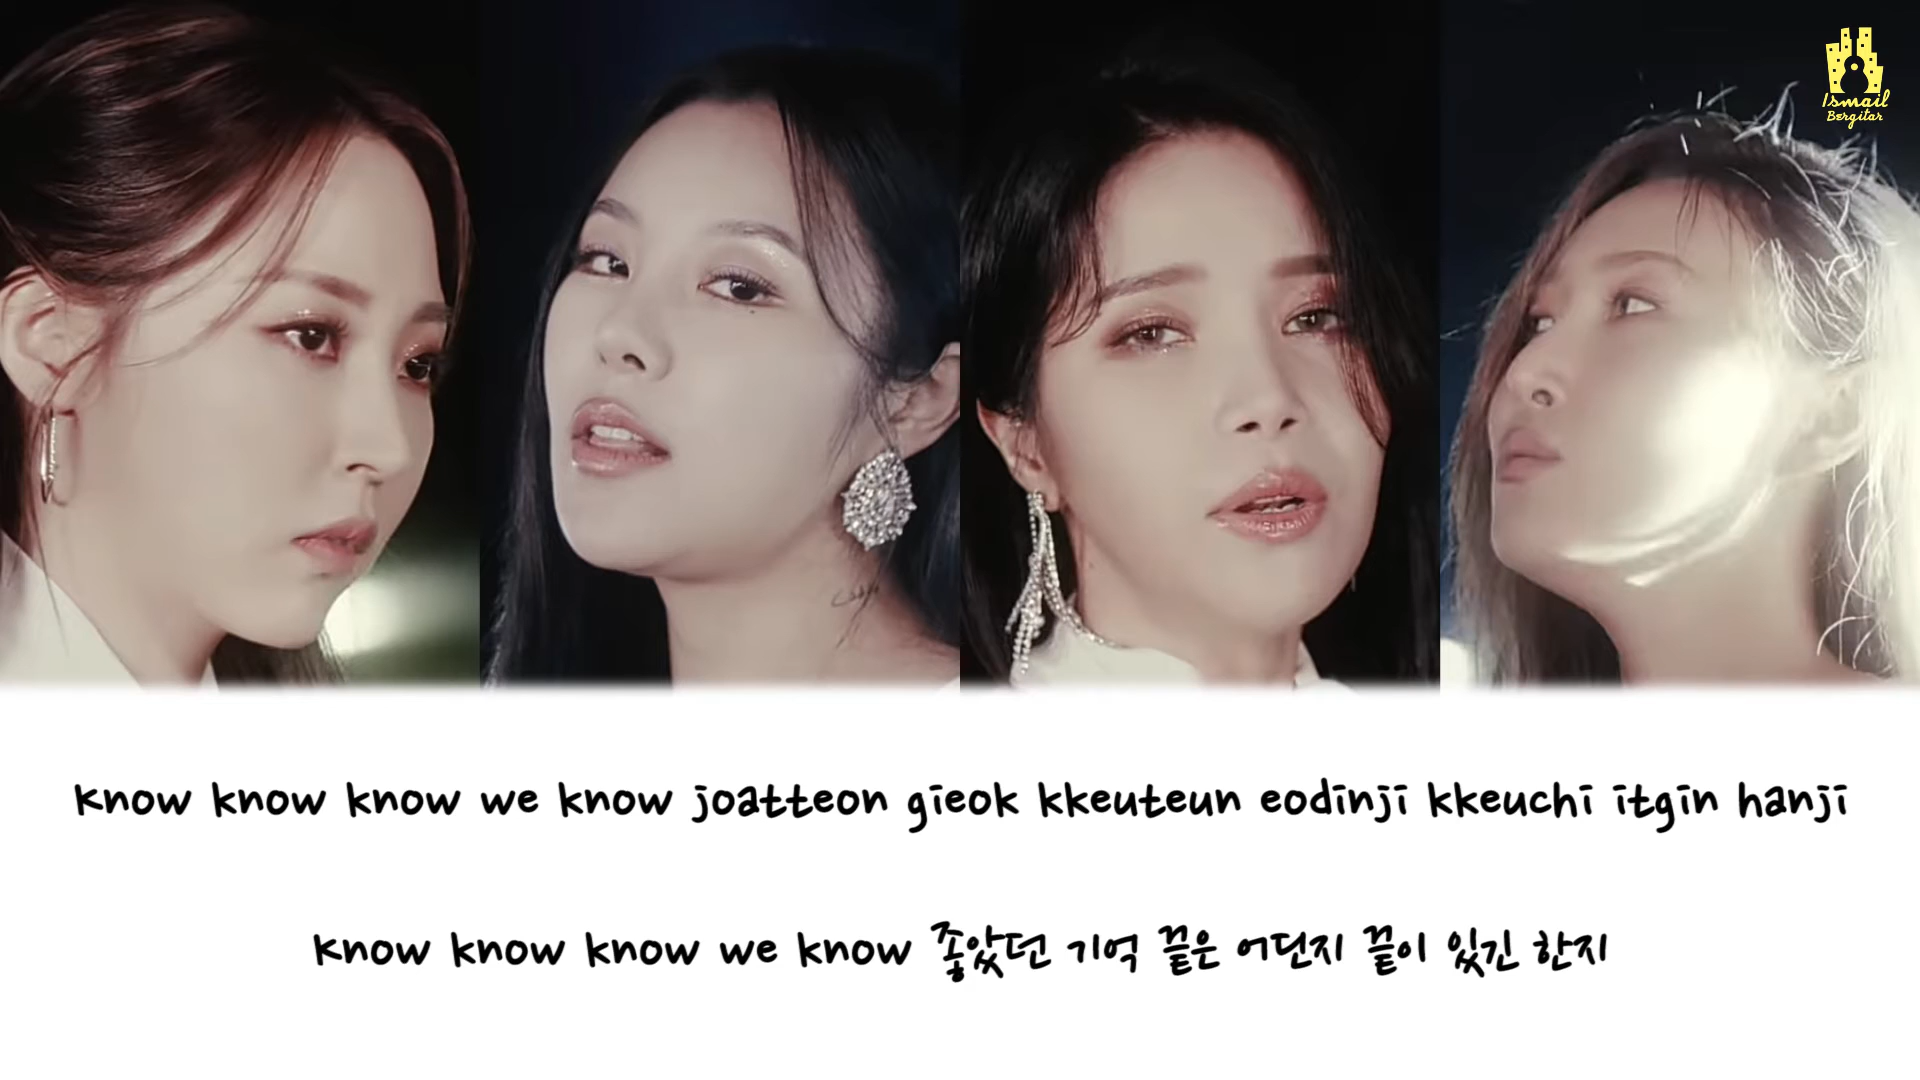 Ismail
Bergitar
know know know we know joatteon gieok kkeuteun eodinji kkeuchi itgin hanji
know know know we know 좋았던 기억 끝은 어딘지 끝이 있긴 한지